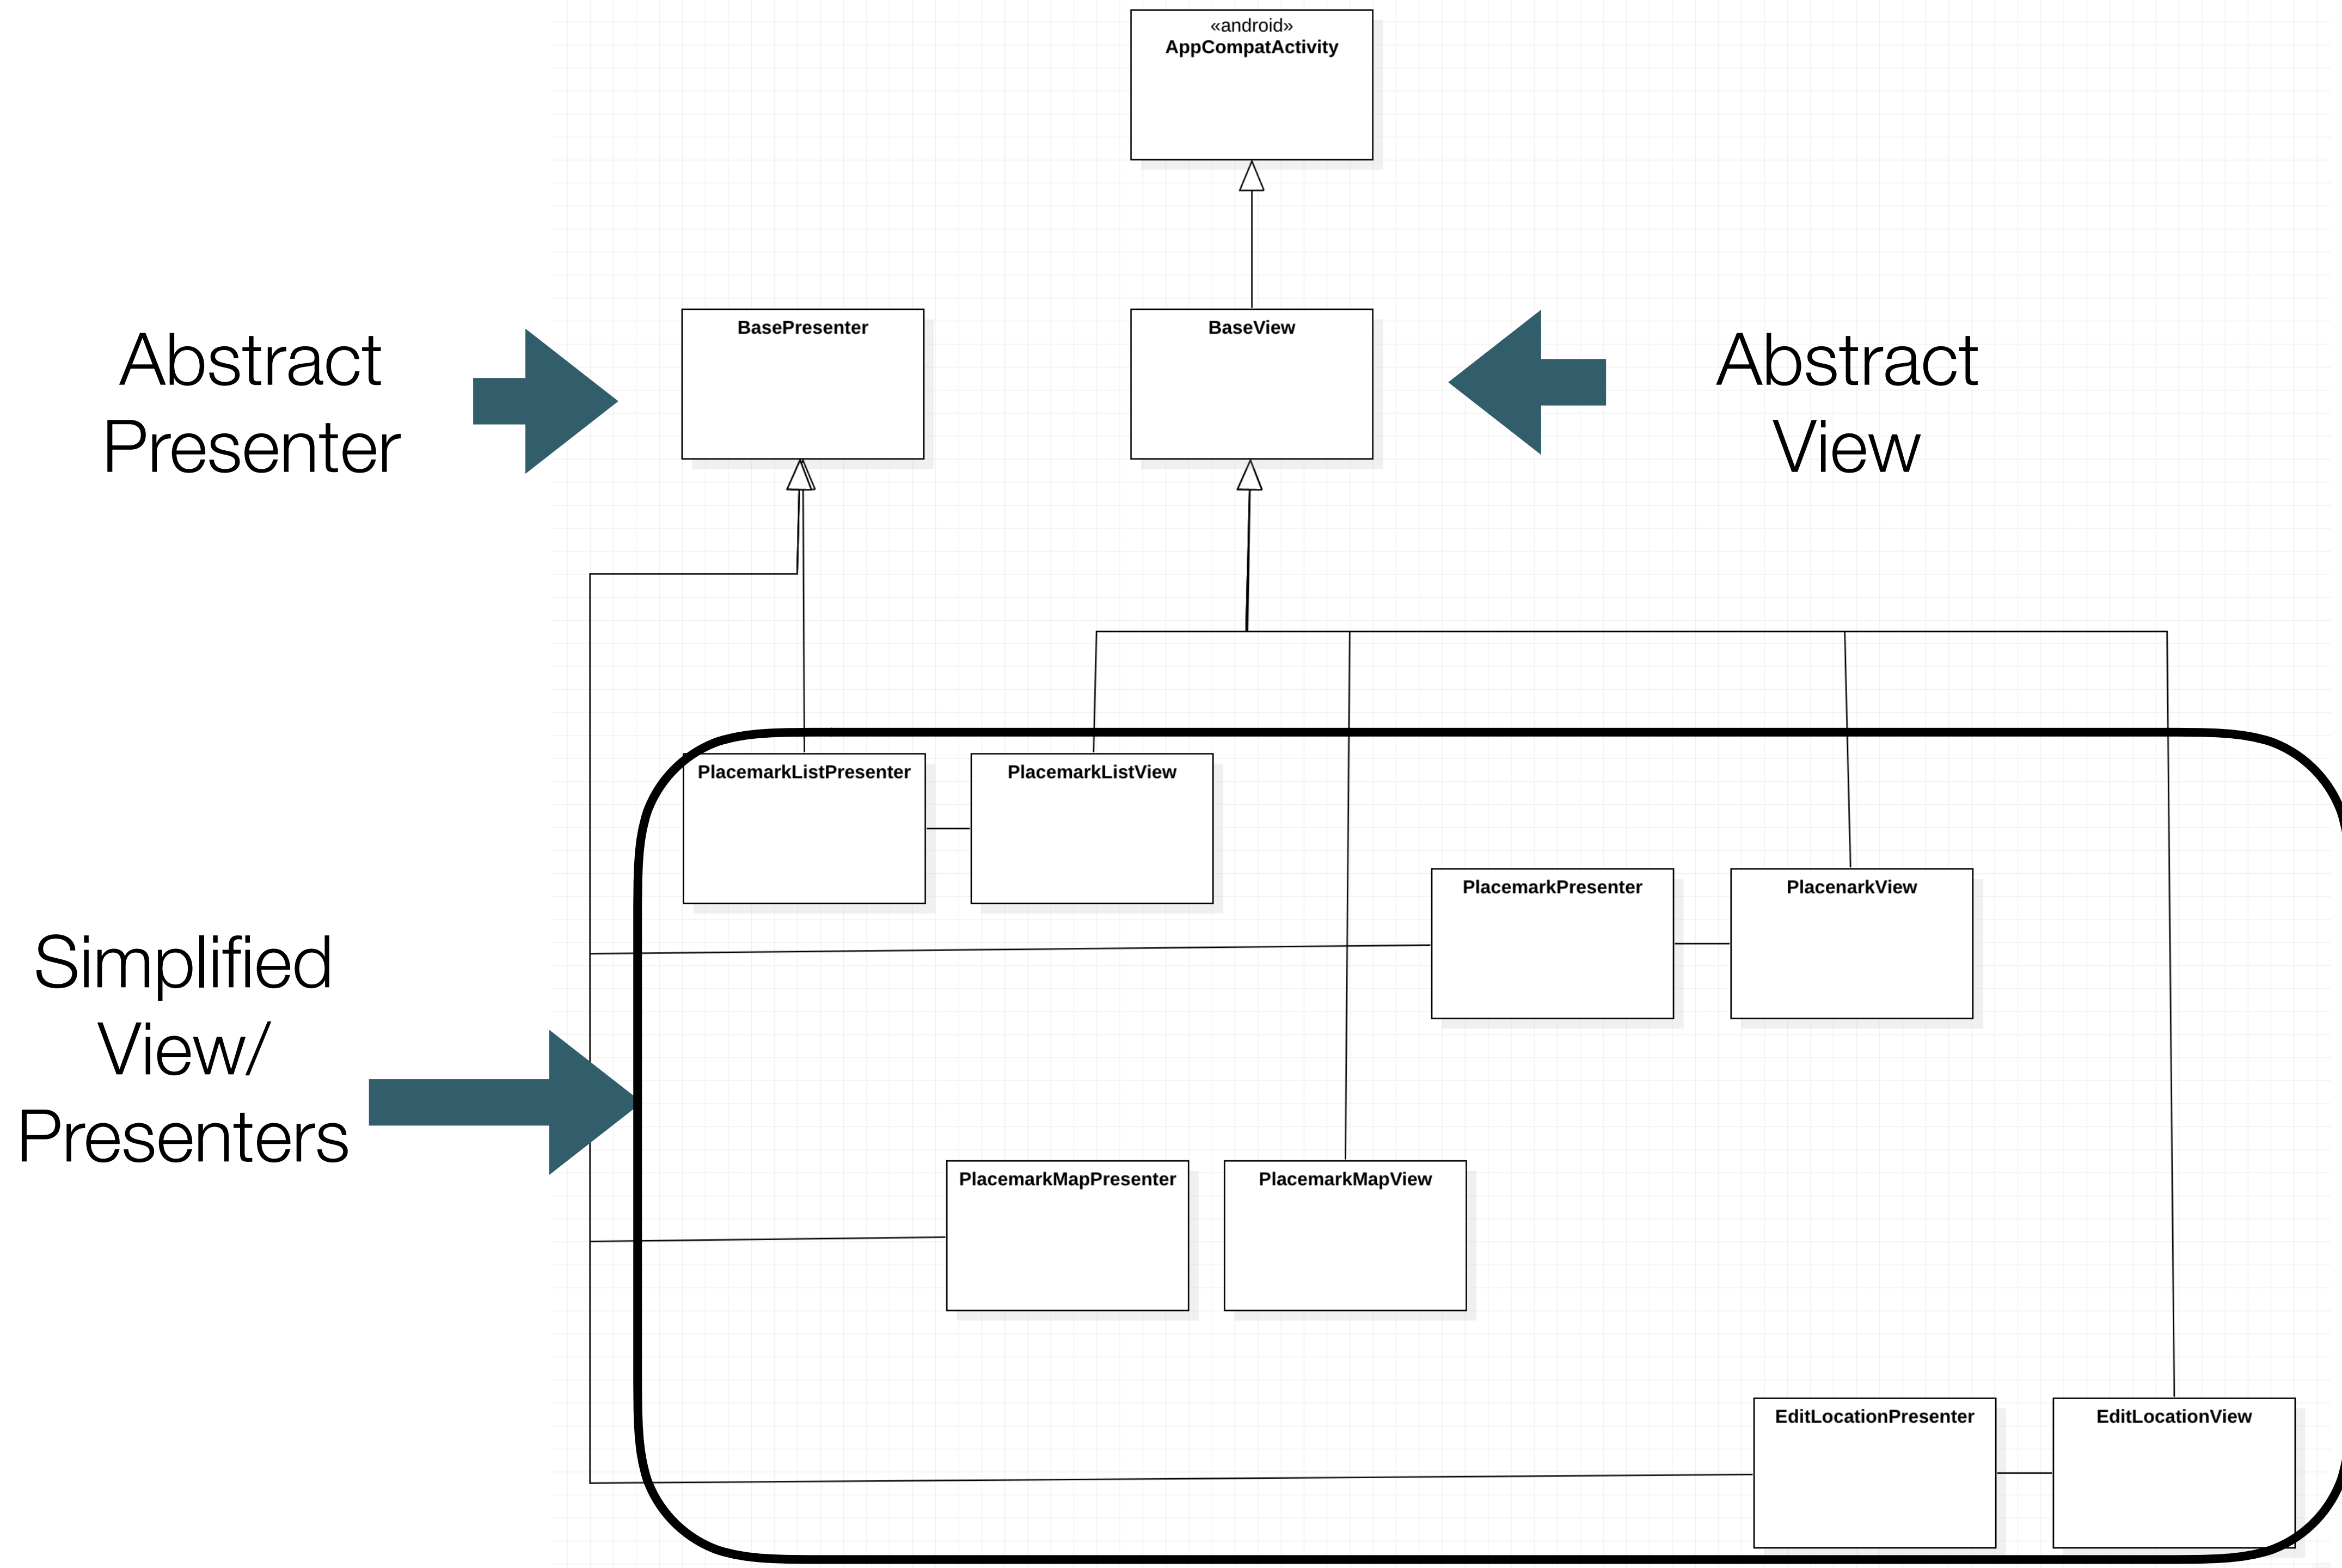 «android»
AppCompatActivity
Abstract
Presenter
BasePresenter
BaseView
Abstract
View
PlacemarkListPresenter
PlacemarkListView
PlacemarkPresenter
PlacenarkView
Simplified
View/
Presenters
PlacemarkMapPresenter
PlacemarkMapView
EditLocationPresenter
EditLocationView